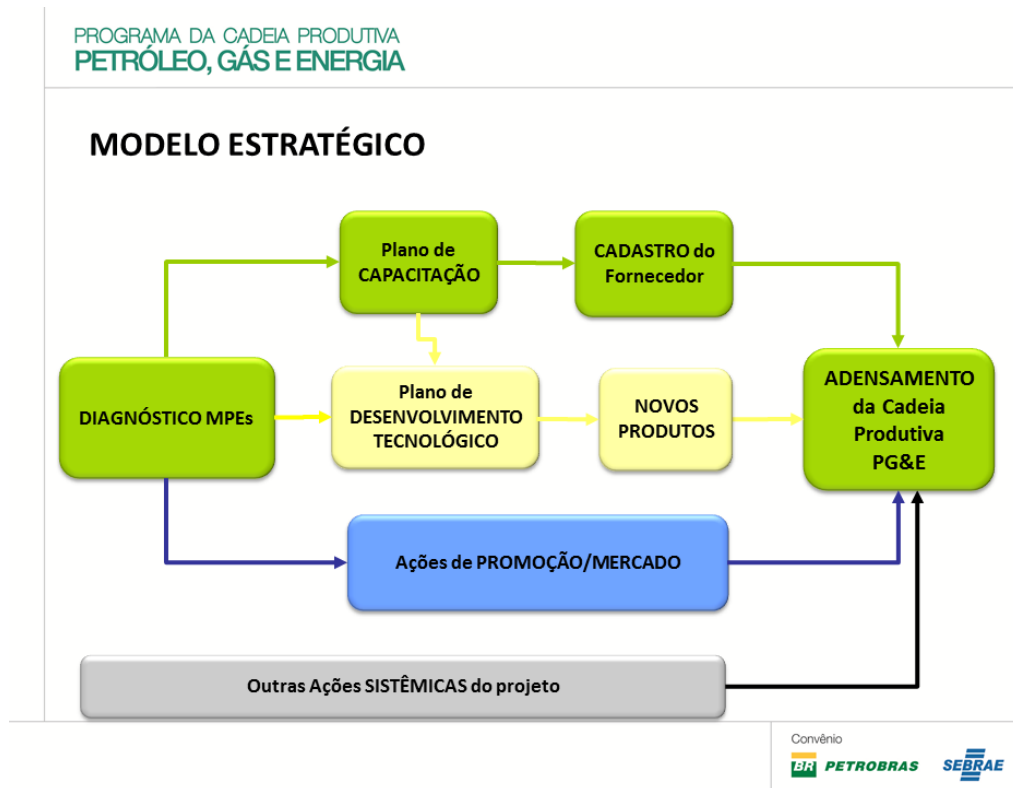 PROGRAMA DA CADEIA PRODUTIVA
PETRÓLEO, GÁS E ENERGIA
MODELO ESTRATÉGICO
Plano de
CAPACITAÇÃO
CADASTRO do
Fornecedor
DIAGNÓSTICO MPEs
Plano de
DESENVOLVIMENTO
TECNOLÓGICO
NOVOS
PRODUTOS
ADENSAMENTO
da Cadeia
Produtiva
PG&E
Ações de PROMOÇÃO/MERCADO
Outras Ações SISTÊMICAS do projeto
Convênio
BR PETROBRAS
SEBRAE